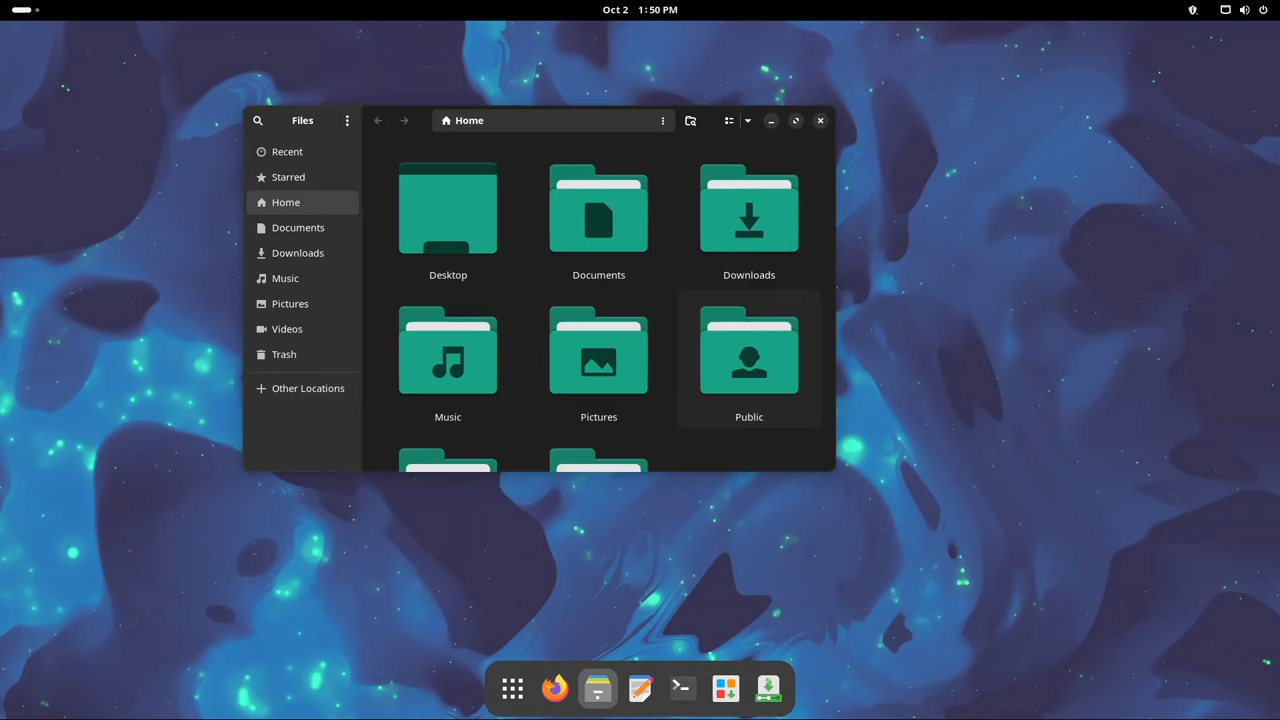 Oct 2 1:50 PM
Files
Home
Recent
Starred
Home
Documents
Downloads
Music
Pictures
Videos
Trash
Other Locations
Desktop
Documents
Downloads
Music
Pictures
Public